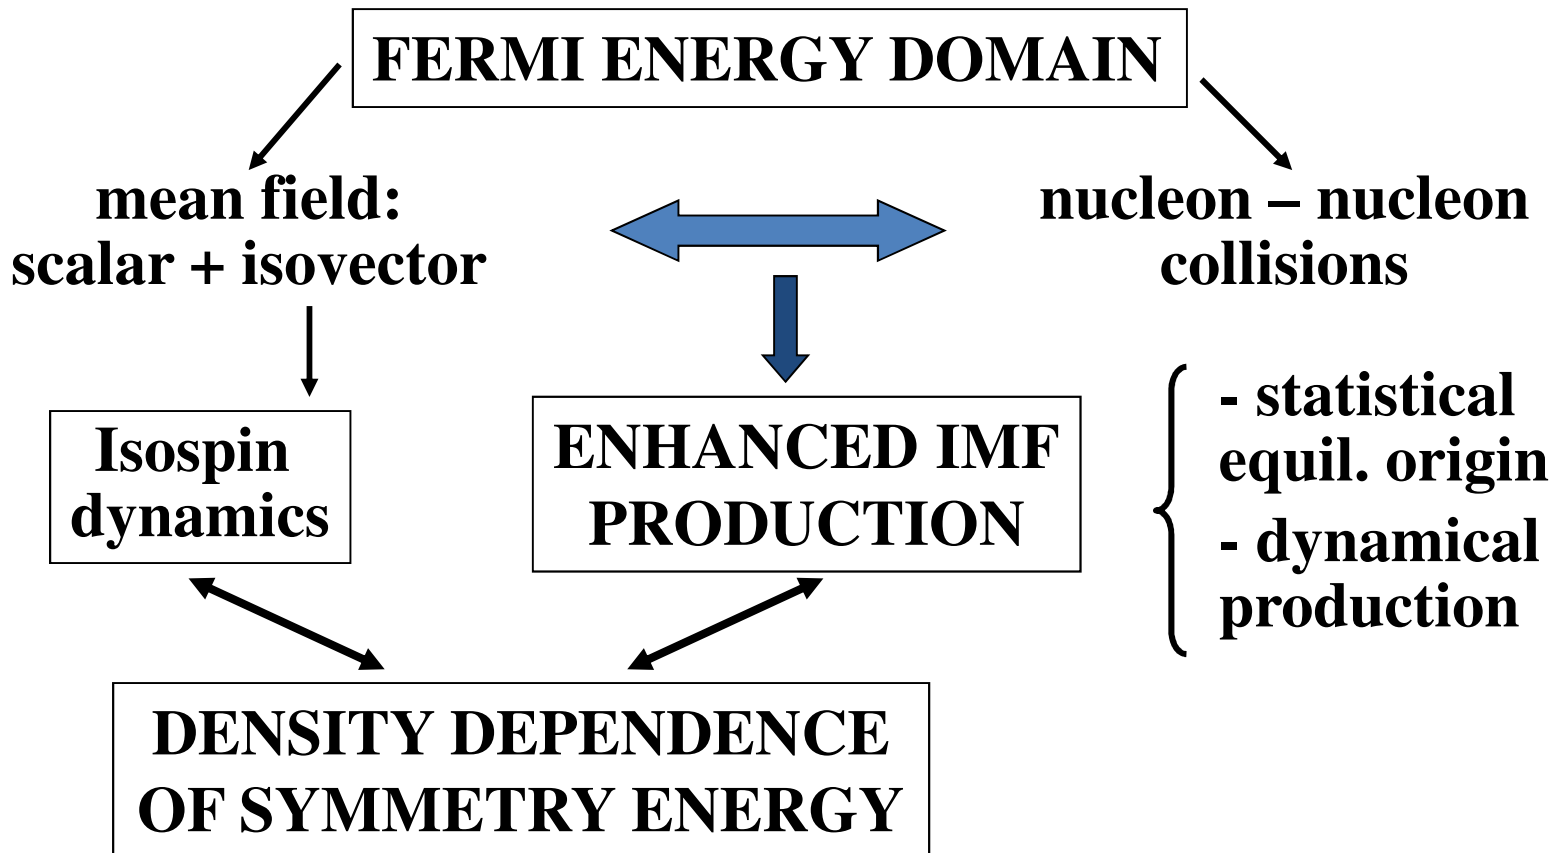 FERMI ENERGY DOMAIN
mean field:
scalar + isovector
nucleon – nucleon
collisions
Isospin
dynamics
ENHANCED IMF
PRODUCTION
- statistical
equil. origin
- dynamical
production
DENSITY DEPENDENCE
OF SYMMETRY ENERGY